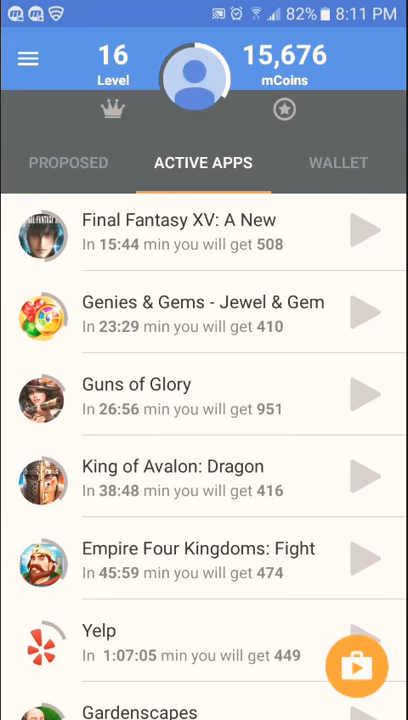 82% 8:11 PM
16
Level
15,676
mCoins
PROPOSED
ACTIVE APPS
WALLET
Final Fantasy XV: A New
In 15:44 min you will get 508
Genies & Gems - Jewel & Gem
In 23:29 min you will get 410
Guns of Glory
In 26:56 min you will get 951
King of Avalon: Dragon
In 38:48 min you will get 416
Empire Four Kingdoms: Fight
In 45:59 min you will get 474
Yelp
In 1:07:05 min you will get 449
Gardenscapes